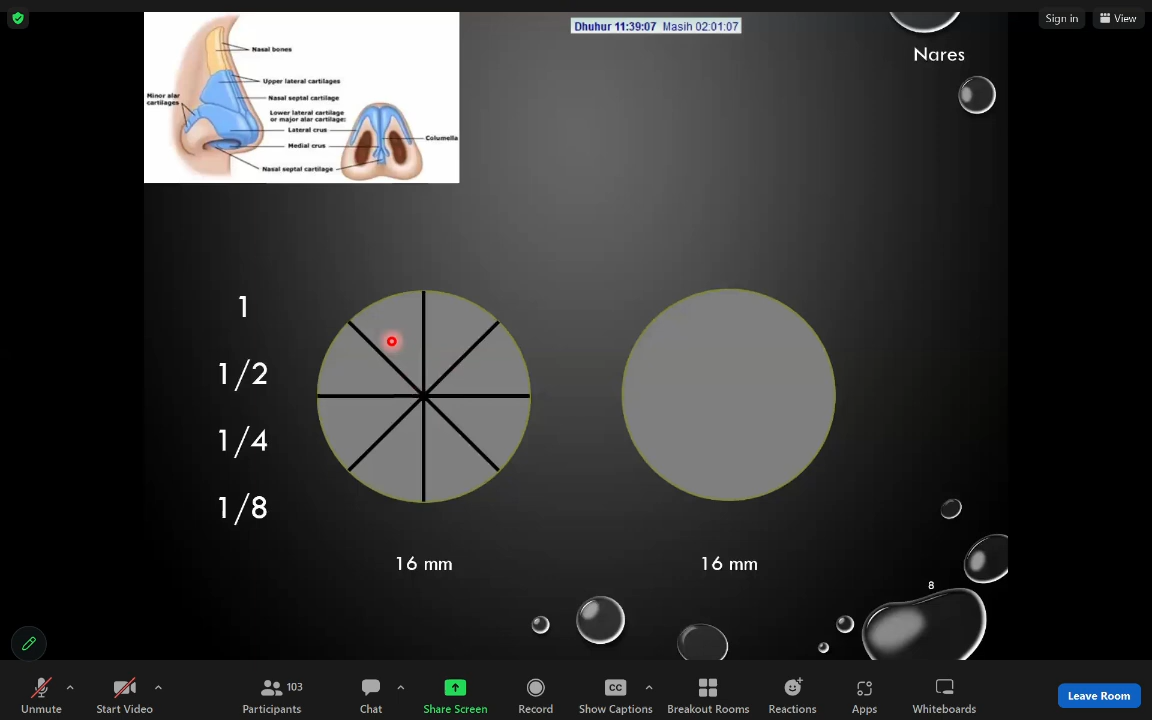 Dhuhur 11:39:07 Masih 02:01:07
Sign in
View
Nares
Nasal bones
Upper lateral cartilages
Minor alar
cartilages
Nasal septal cartilage
Lower lateral cartilage
or major alar cartilage:
Lateral crus
Columella
Medial crus
Nasal septal cartilage
1
1/2
1/4
1/8
16 mm
16 mm
8
Unmute
Start Video
103
Participants
Chat
Share Screen
Record
CC
Show Captions
Breakout Rooms
Reactions
Apps
Whiteboards
Leave Room